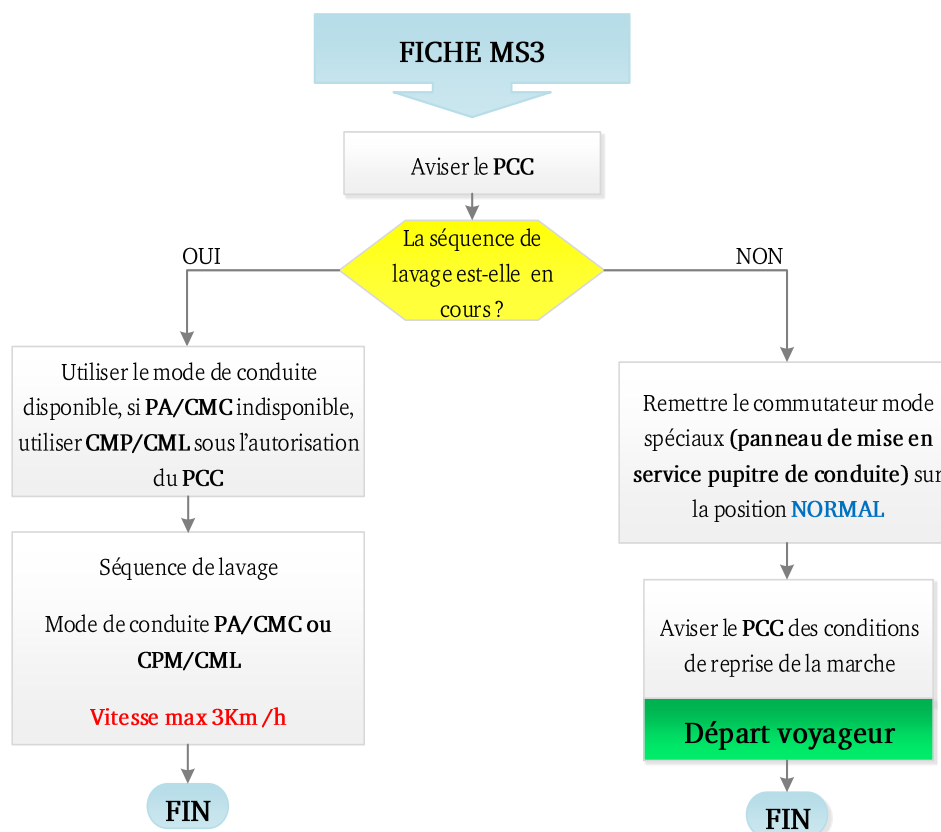 FICHE MS3
Aviser le PCC
La séquence de
lavage est-elle en
cours ?
OUI
NON
Utiliser le mode de conduite
disponible, si PA/CMC indisponible,
utiliser CMP/CML sous l'autorisation
du PCC
Séquence de lavage
Mode de conduite PA/CMC ou
CPM/CML
Vitesse max 3Km/h
FIN
Remettre le commutateur mode
spéciaux (panneau de mise en
service pupitre de conduite) sur
la position NORMAL
Aviser le PCC des conditions
de reprise de la marche
Départ voyageur
FIN